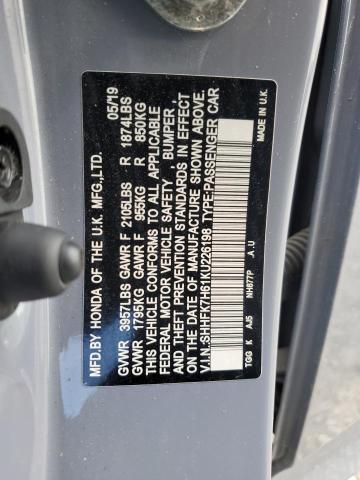 MFD.BY HONDA OF THE U.K. MFG.,LTD. 05/19
GVWR 3957LBS GAWR F 2105LBS R 1874LBS
GVWR 1795KG GAWR F 955KG R 850KG
THIS VEHICLE CONFORMS TO ALL APPLICABLE
FEDERAL MOTOR VEHICLE SAFETY , BUMPER ,
AND THEFT PREVENTION STANDARDS IN EFFECT
ON THE DATE OF MANUFACTURE SHOWN ABOVE.
V.I.N.:SHHFK7H61KU226198 TYPE:PASSENGER CAR
TGG K AJ5 NH877P .A.U MADE IN U.K.